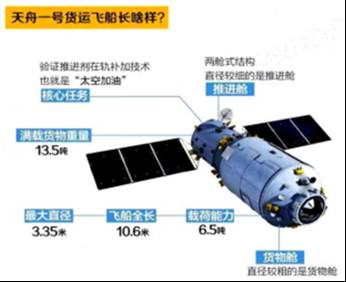 天舟一号货运飞船长啥样?
验证推进剂在轨补加技术
也就是“太空加油”
核心任务
两舱式结构
直径较细的是推进舱
推进舱
满载货物重量
13.5吨
最大直径
3.35米
飞船全长
10.6米
载荷能力
6.5吨
货物舱
直径较粗的是货物舱